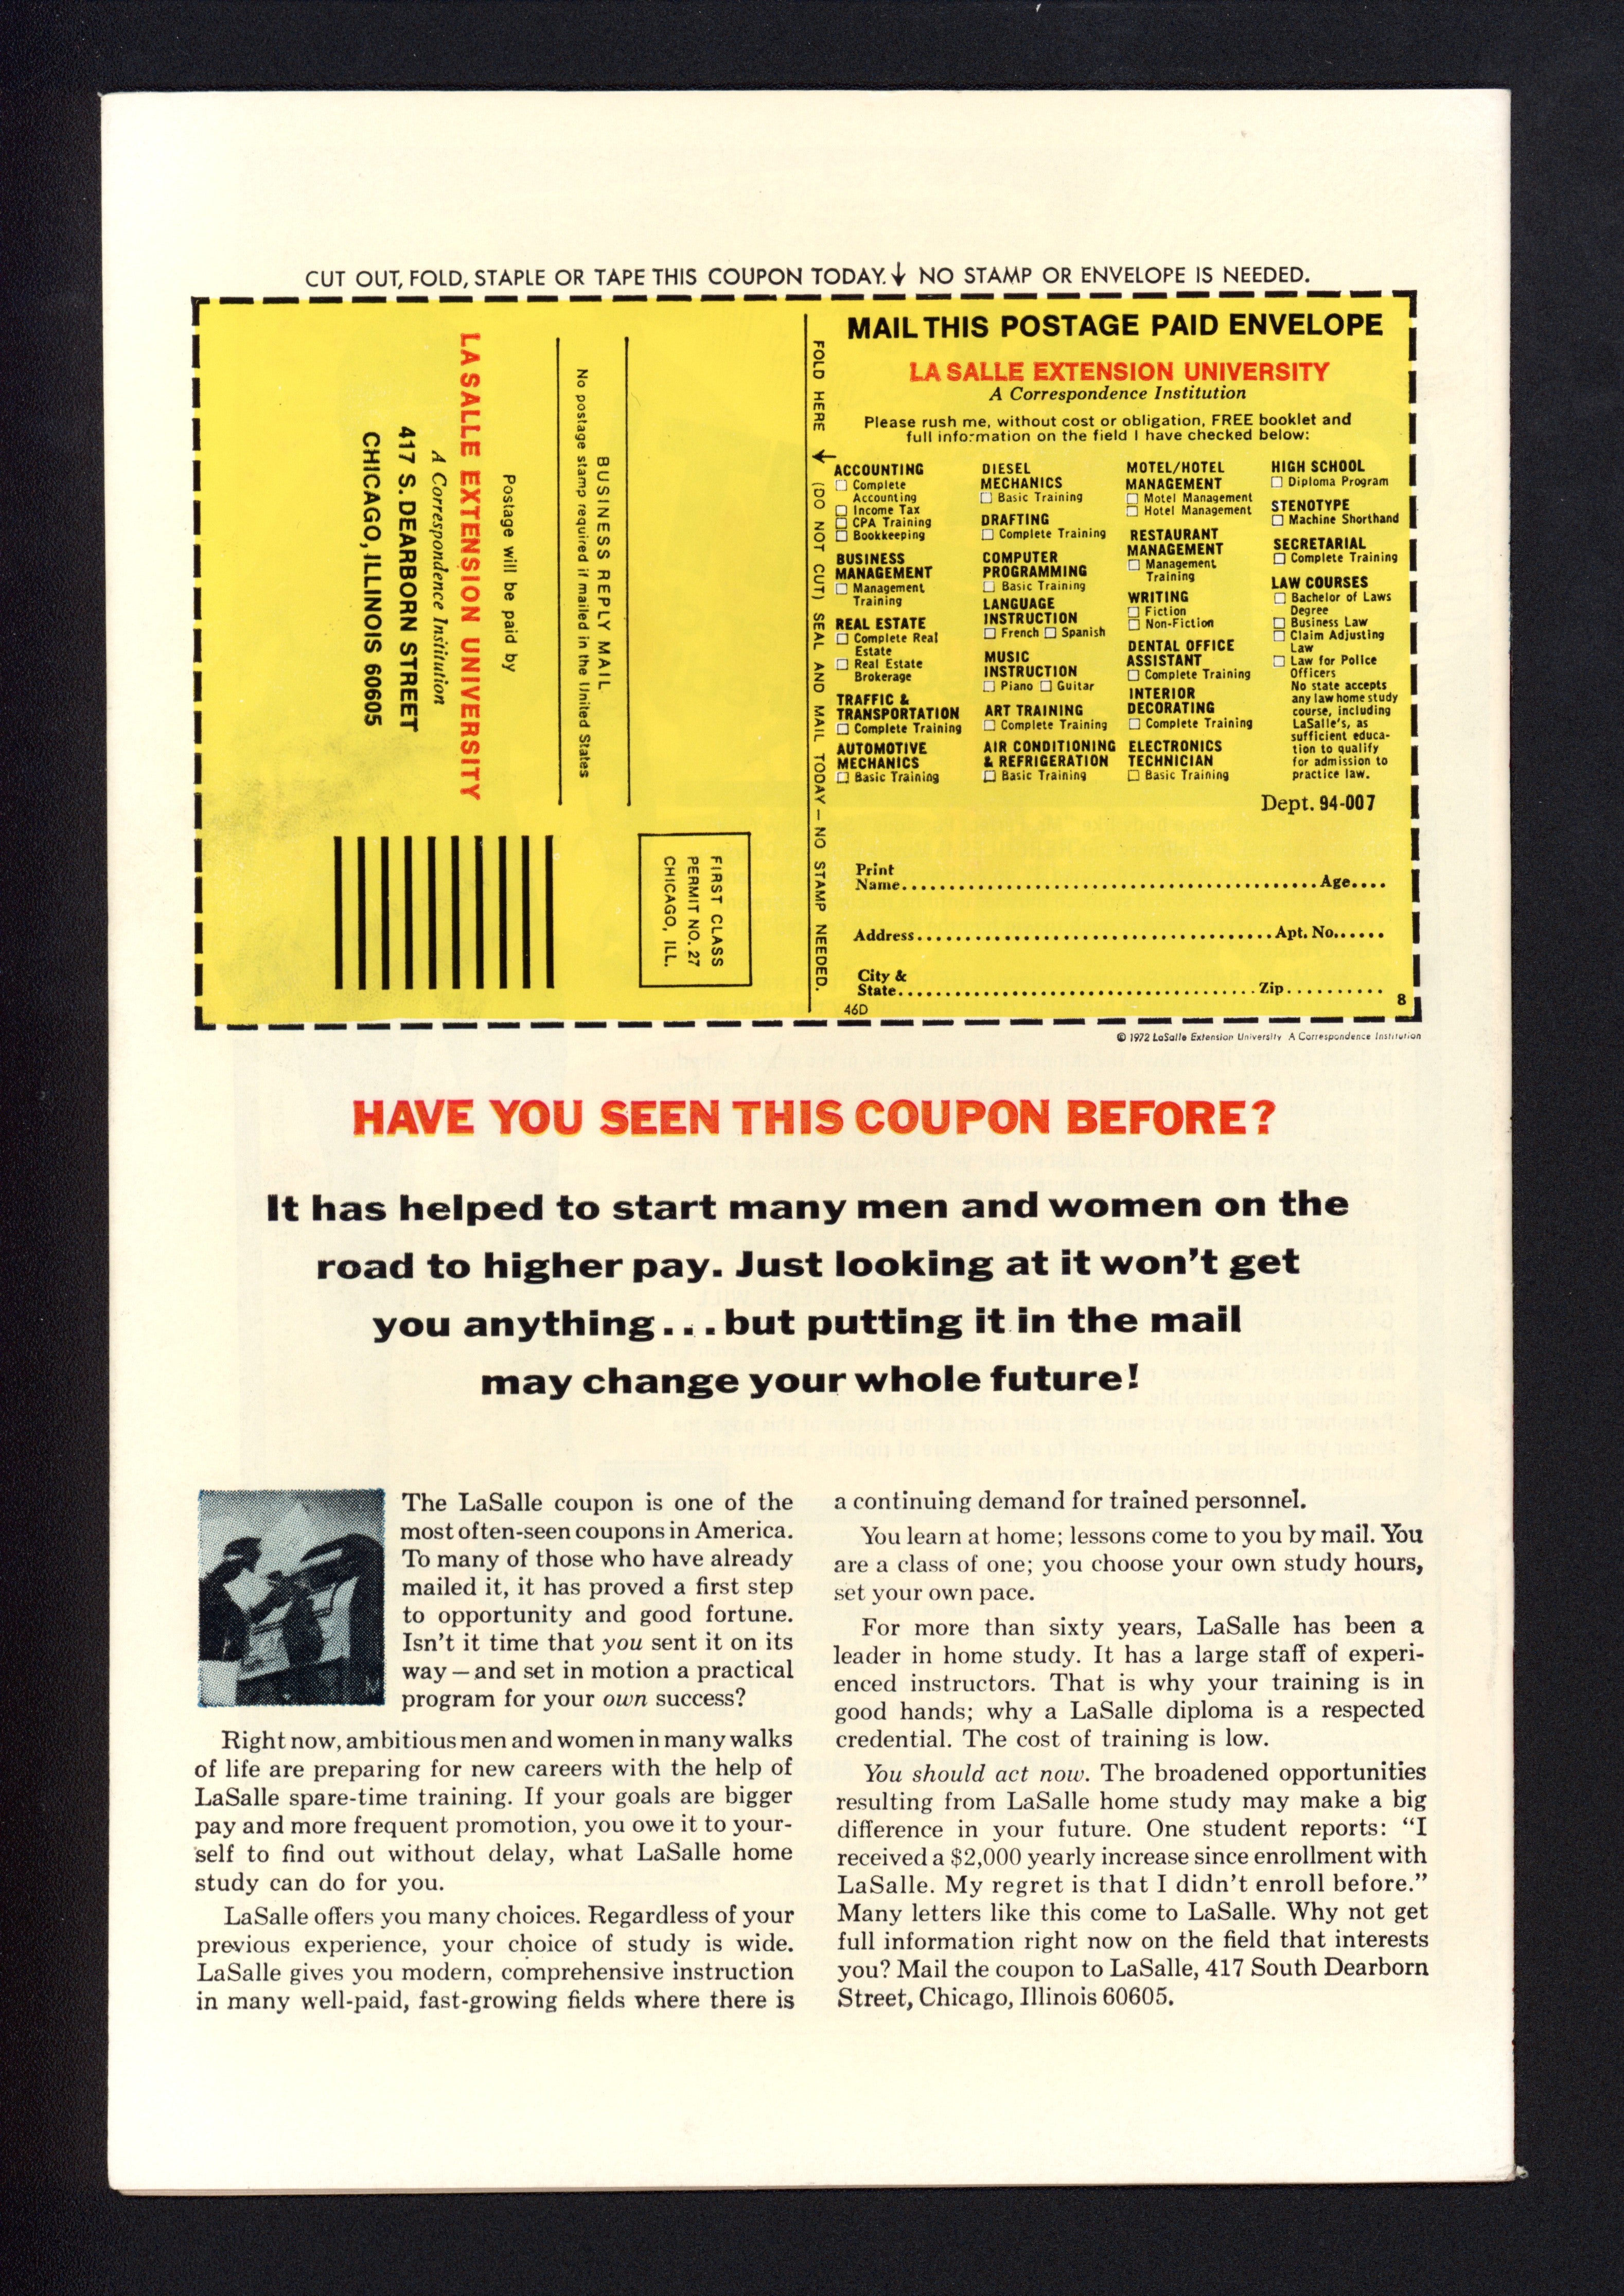 CUT OUT, FOLD, STAPLE OR TAPE THIS COUPON TODAY.↓ NO STAMP OR ENVELOPE IS NEEDED.
No postage stamp required if mailed in the United States
BUSINESS REPLY MAIL
Postage will be paid by
LA SALLE EXTENSION UNIVERSITY
A Correspondence Institution
417 S. DEARBORN STREET
CHICAGO, ILLINOIS 60605
FIRST CLASS
PERMIT NO. 27
CHICAGO, ILL.
FOLD HERE ↓ (DO NOT CUT) SEAL AND MAIL TODAY — NO STAMP NEEDED.
MAIL THIS POSTAGE PAID ENVELOPE
LA SALLE EXTENSION UNIVERSITY
A Correspondence Institution
Please rush me, without cost or obligation, FREE booklet and
full information on the field I have checked below:
ACCOUNTING
☐ Complete
Accounting
☐ Income Tax
☐ CPA Training
☐ Bookkeeping
BUSINESS
MANAGEMENT
☐ Management
Training
REAL ESTATE
☐ Complete Real
Estate
☐ Real Estate
Brokerage
TRAFFIC &
TRANSPORTATION
☐ Complete Training
AUTOMOTIVE
MECHANICS
☐ Basic Training
DIESEL
MECHANICS
☐ Basic Training
DRAFTING
☐ Complete Training
COMPUTER
PROGRAMMING
☐ Basic Training
LANGUAGE
INSTRUCTION
☐ French ☐ Spanish
MUSIC
INSTRUCTION
☐ Piano ☐ Guitar
ART TRAINING
☐ Complete Training
AIR CONDITIONING
& REFRIGERATION
☐ Basic Training
MOTEL/HOTEL
MANAGEMENT
☐ Motel Management
☐ Hotel Management
RESTAURANT
MANAGEMENT
☐ Management
Training
WRITING
☐ Fiction
☐ Non-Fiction
DENTAL OFFICE
ASSISTANT
☐ Complete Training
INTERIOR
DECORATING
☐ Complete Training
ELECTRONICS
TECHNICIAN
☐ Basic Training
HIGH SCHOOL
☐ Diploma Program
STENOTYPE
☐ Machine Shorthand
SECRETARIAL
☐ Complete Training
LAW COURSES
☐ Bachelor of Laws
Degree
☐ Business Law
☐ Claim Adjusting
Law
☐ Law for Police
Officers
No state accepts
any law home study
course, including
LaSalle's, as
sufficient educa-
tion to qualify
for admission to
practice law.
Dept. 94-007
Print
Name.......... Age....
Address.......... Apt. No......
City &
State.......... Zip..........
46D
8
© 1972 LaSalle Extension University A Correspondence Institution
HAVE YOU SEEN THIS COUPON BEFORE?
It has helped to start many men and women on the
road to higher pay. Just looking at it won't get
you anything...but putting it in the mail
may change your whole future!
The LaSalle coupon is one of the
most often-seen coupons in America.
To many of those who have already
mailed it, it has proved a first step
to opportunity and good fortune.
Isn't it time that you sent it on its
way — and set in motion a practical
program for your own success?
Right now, ambitious men and women in many walks
of life are preparing for new careers with the help of
LaSalle spare-time training. If your goals are bigger
pay and more frequent promotion, you owe it to your-
self to find out without delay, what LaSalle home
study can do for you.
LaSalle offers you many choices. Regardless of your
previous experience, your choice of study is wide.
LaSalle gives you modern, comprehensive instruction
in many well-paid, fast-growing fields where there is
a continuing demand for trained personnel.
You learn at home; lessons come to you by mail. You
are a class of one; you choose your own study hours,
set your own pace.
For more than sixty years, LaSalle has been a
leader in home study. It has a large staff of experi-
enced instructors. That is why your training is in
good hands; why a LaSalle diploma is a respected
credential. The cost of training is low.
You should act now. The broadened opportunities
resulting from LaSalle home study may make a big
difference in your future. One student reports: "I
received a $2,000 yearly increase since enrollment with
LaSalle. My regret is that I didn't enroll before."
Many letters like this come to LaSalle. Why not get
full information right now on the field that interests
you? Mail the coupon to LaSalle, 417 South Dearborn
Street, Chicago, Illinois 60605.